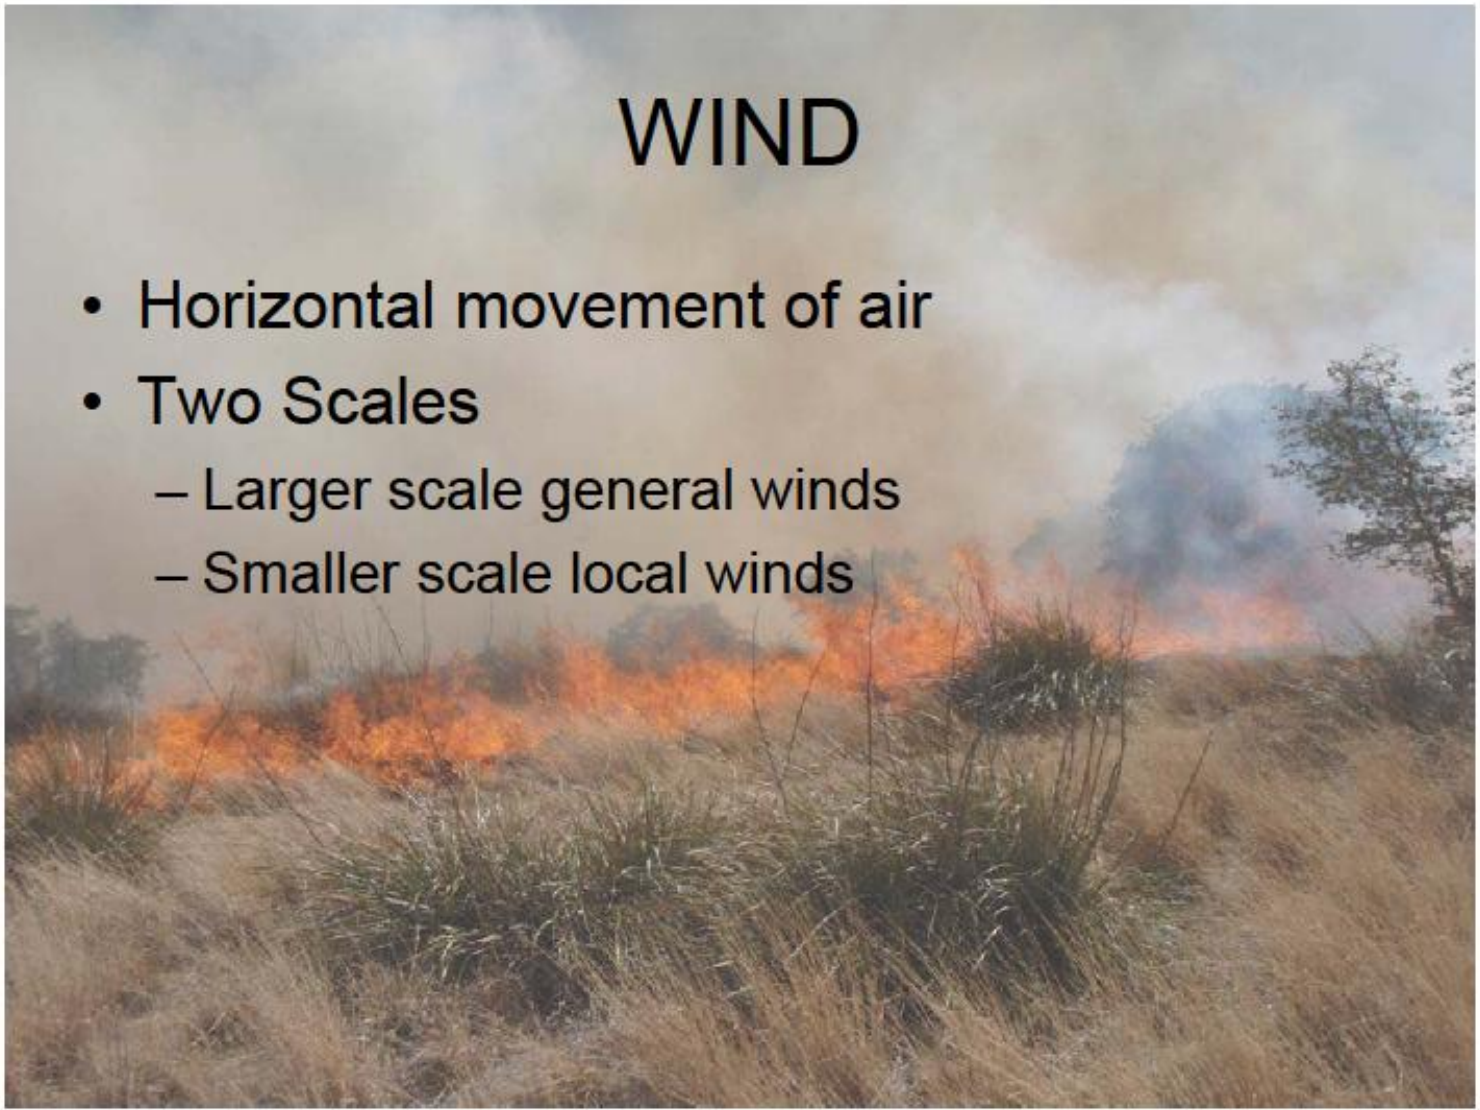 WIND
• Horizontal movement of air
• Two Scales
– Larger scale general winds
– Smaller scale local winds